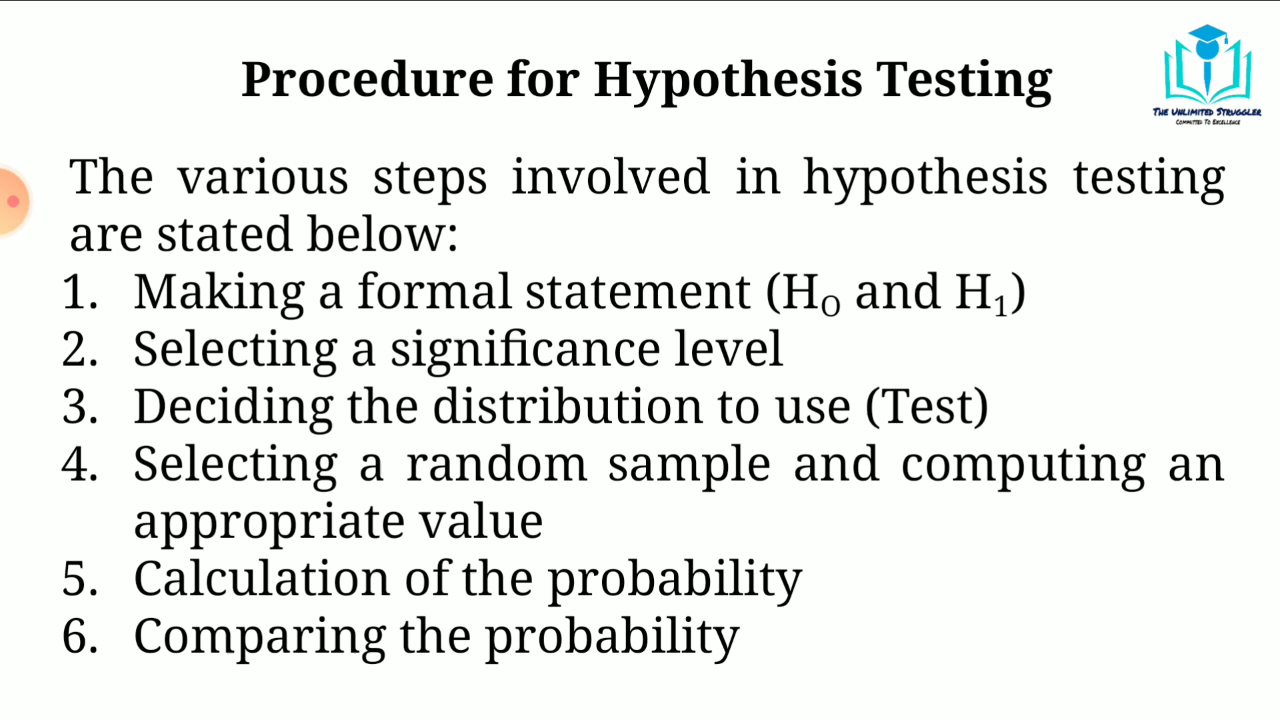 Procedure for Hypothesis Testing
THE UNLIMITED STRUGGLER
COMMITTED TO EXCELLENCE
The various steps involved in hypothesis testing
are stated below:
1. Making a formal statement (H₀ and H₁)
2. Selecting a significance level
3. Deciding the distribution to use (Test)
4. Selecting a random sample and computing an
appropriate value
5. Calculation of the probability
6. Comparing the probability